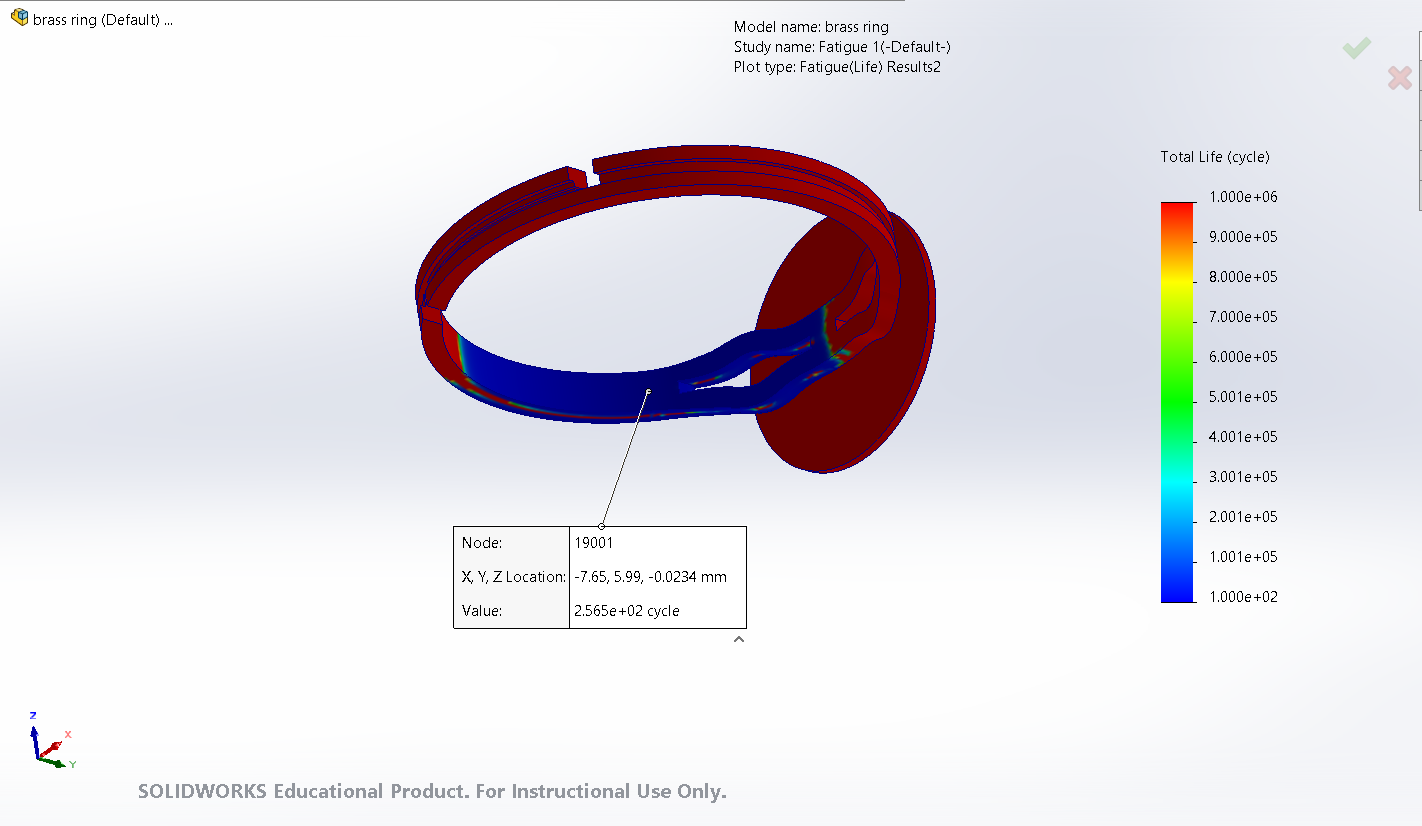 brass ring (Default) ...
Model name: brass ring
Study name: Fatigue 1(-Default-)
Plot type: Fatigue(Life) Results2
Total Life (cycle)
1.000e+06
9.000e+05
8.000e+05
7.000e+05
6.000e+05
5.001e+05
4.001e+05
3.001e+05
2.001e+05
1.001e+05
1.000e+02
Node: 19001
X, Y, Z Location: -7.65, 5.99, -0.0234 mm
Value: 2.565e+02 cycle
Z
X
Y
SOLIDWORKS Educational Product. For Instructional Use Only.